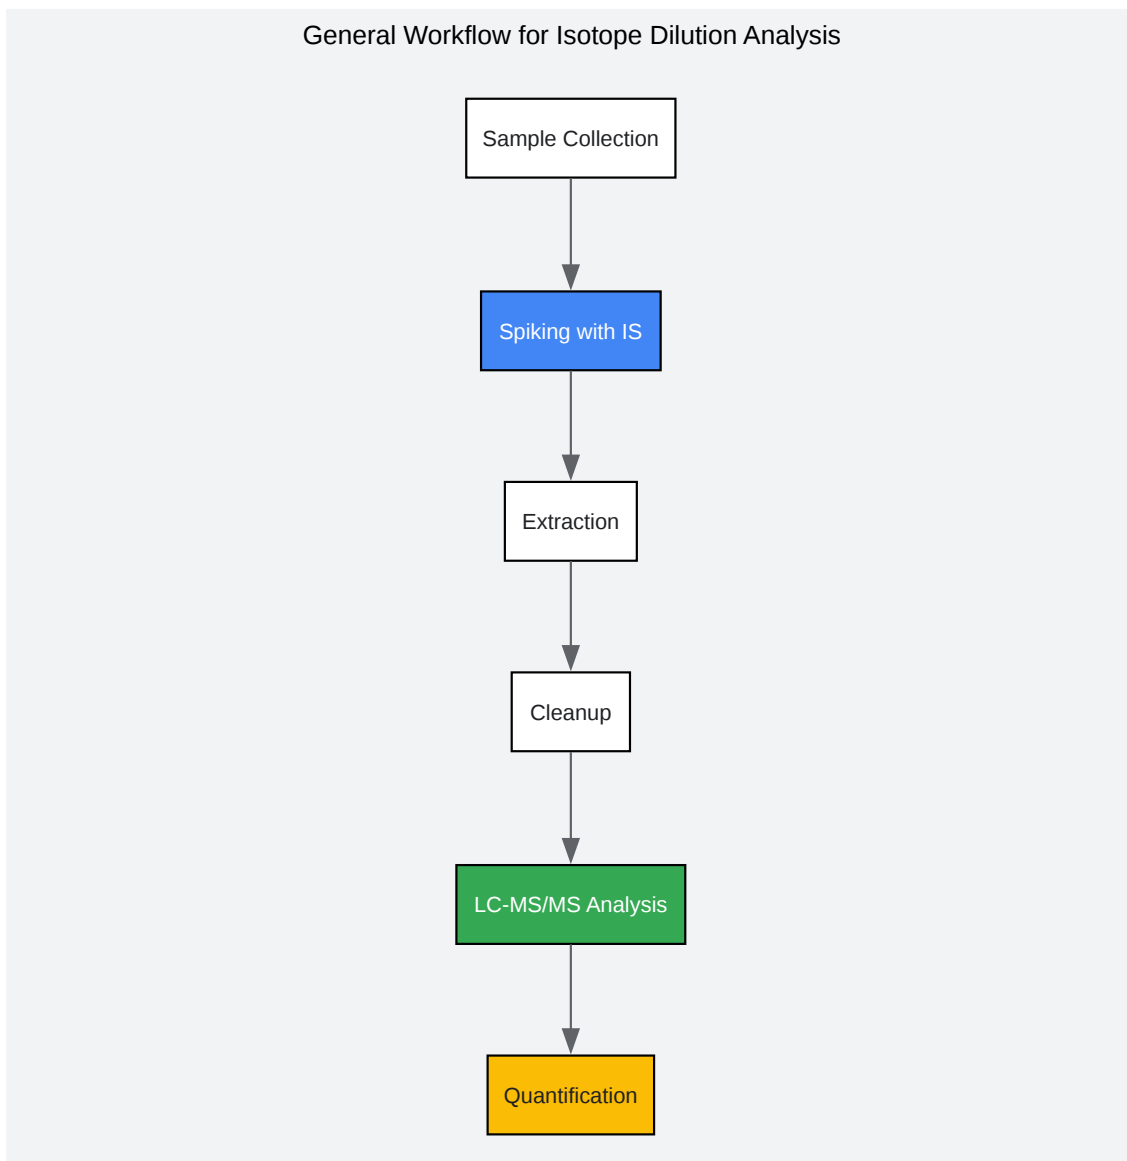 General Workflow for Isotope Dilution Analysis
Sample Collection
Spiking with IS
Extraction
Cleanup
LC-MS/MS Analysis
Quantification